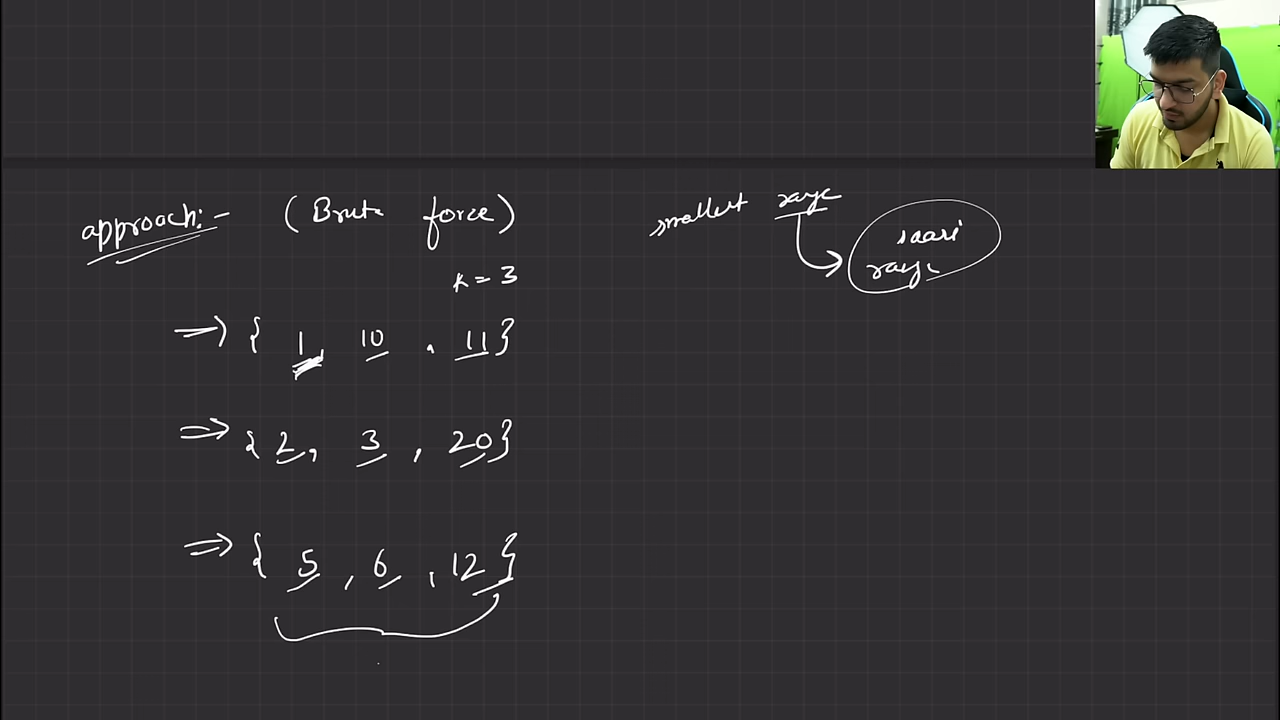 approach:- (Brute force)
smallest range
saari
range
K = 3
=> { 1, 10, 11}
=> {2, 3, 20}
=> { 5, 6, 12}